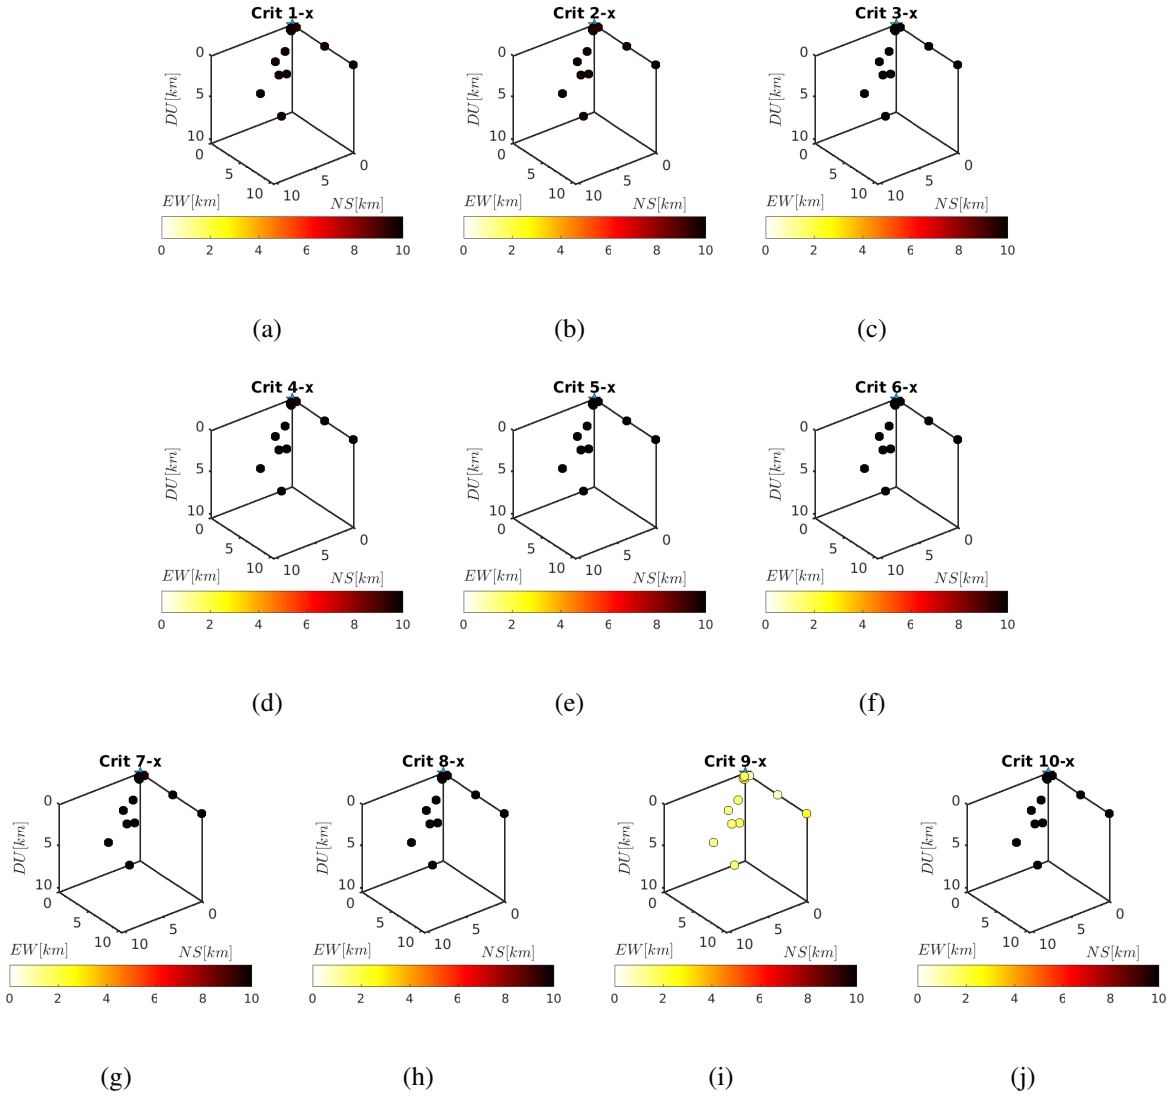 Crit 1-x Crit 2-x Crit 3-x
0 0 0
DU[km] DU[km] DU[km]
5 5 5
10 10 10
0 0 0 0 0 0
5 5 5 5 5 5
10 10 10 10 10 10
EW[km] NS[km] EW[km] NS[km] EW[km] NS[km]
0 2 4 6 8 10 0 2 4 6 8 10 0 2 4 6 8 10
(a) (b) (c)
Crit 4-x Crit 5-x Crit 6-x
0 0 0
DU[km] DU[km] DU[km]
5 5 5
10 10 10
0 0 0 0 0 0
5 5 5 5 5 5
10 10 10 10 10 10
EW[km] NS[km] EW[km] NS[km] EW[km] NS[km]
0 2 4 6 8 10 0 2 4 6 8 10 0 2 4 6 8 10
(d) (e) (f)
Crit 7-x Crit 8-x Crit 9-x Crit 10-x
0 0 0 0
DU[km] DU[km] DU[km] DU[km]
5 5 5 5
10 10 10 10
0 0 0 0 0 0 0 0
5 5 5 5 5 5 5 5
10 10 10 10 10 10 10 10
EW[km] NS[km] EW[km] NS[km] EW[km] NS[km] EW[km] NS[km]
0 2 4 6 8 10 0 2 4 6 8 10 0 2 4 6 8 10 0 2 4 6 8 10
(g) (h) (i) (j)